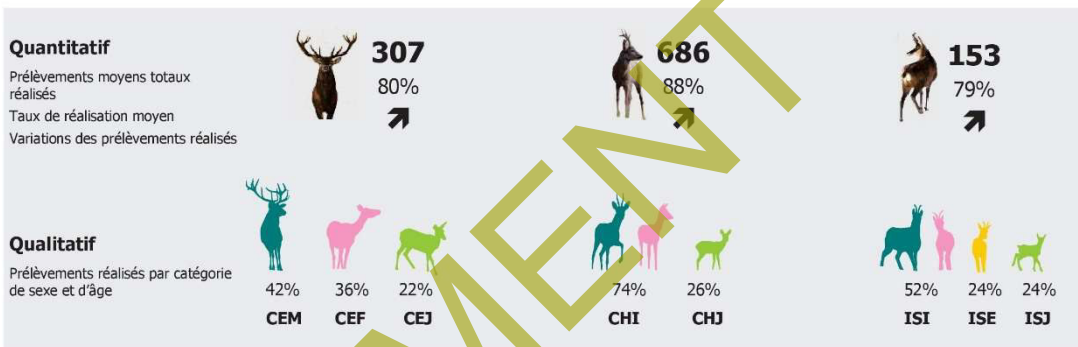 Quantitatif
307
686
153
Prélèvements moyens totaux
réalisés
80%
88%
79%
Taux de réalisation moyen
Variations des prélèvements réalisés
Qualitatif
Prélèvements réalisés par catégorie
de sexe et d'âge
42%
36%
22%
74%
26%
52%
24%
24%
CEM
CEF
CEJ
CHI
CHJ
ISI
ISE
ISJ
MENT